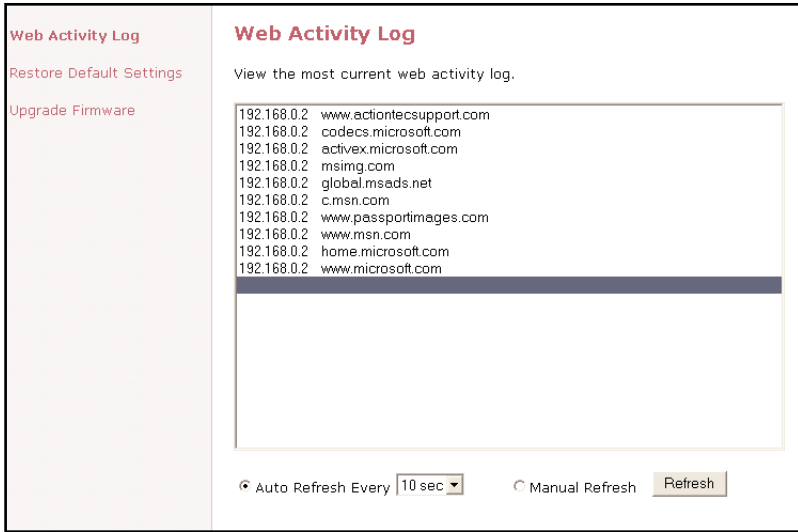 Web Activity Log
Restore Default Settings
Upgrade Firmware
Web Activity Log
View the most current web activity log.
192.168.0.2 www.actiontecsupport.com
192.168.0.2 codecs.microsoft.com
192.168.0.2 activex.microsoft.com
192.168.0.2 msimg.com
192.168.0.2 global.msads.net
192.168.0.2 c.msn.com
192.168.0.2 www.passportimages.com
192.168.0.2 www.msn.com
192.168.0.2 home.microsoft.com
192.168.0.2 www.microsoft.com
Auto Refresh Every 10 sec Manual Refresh Refresh